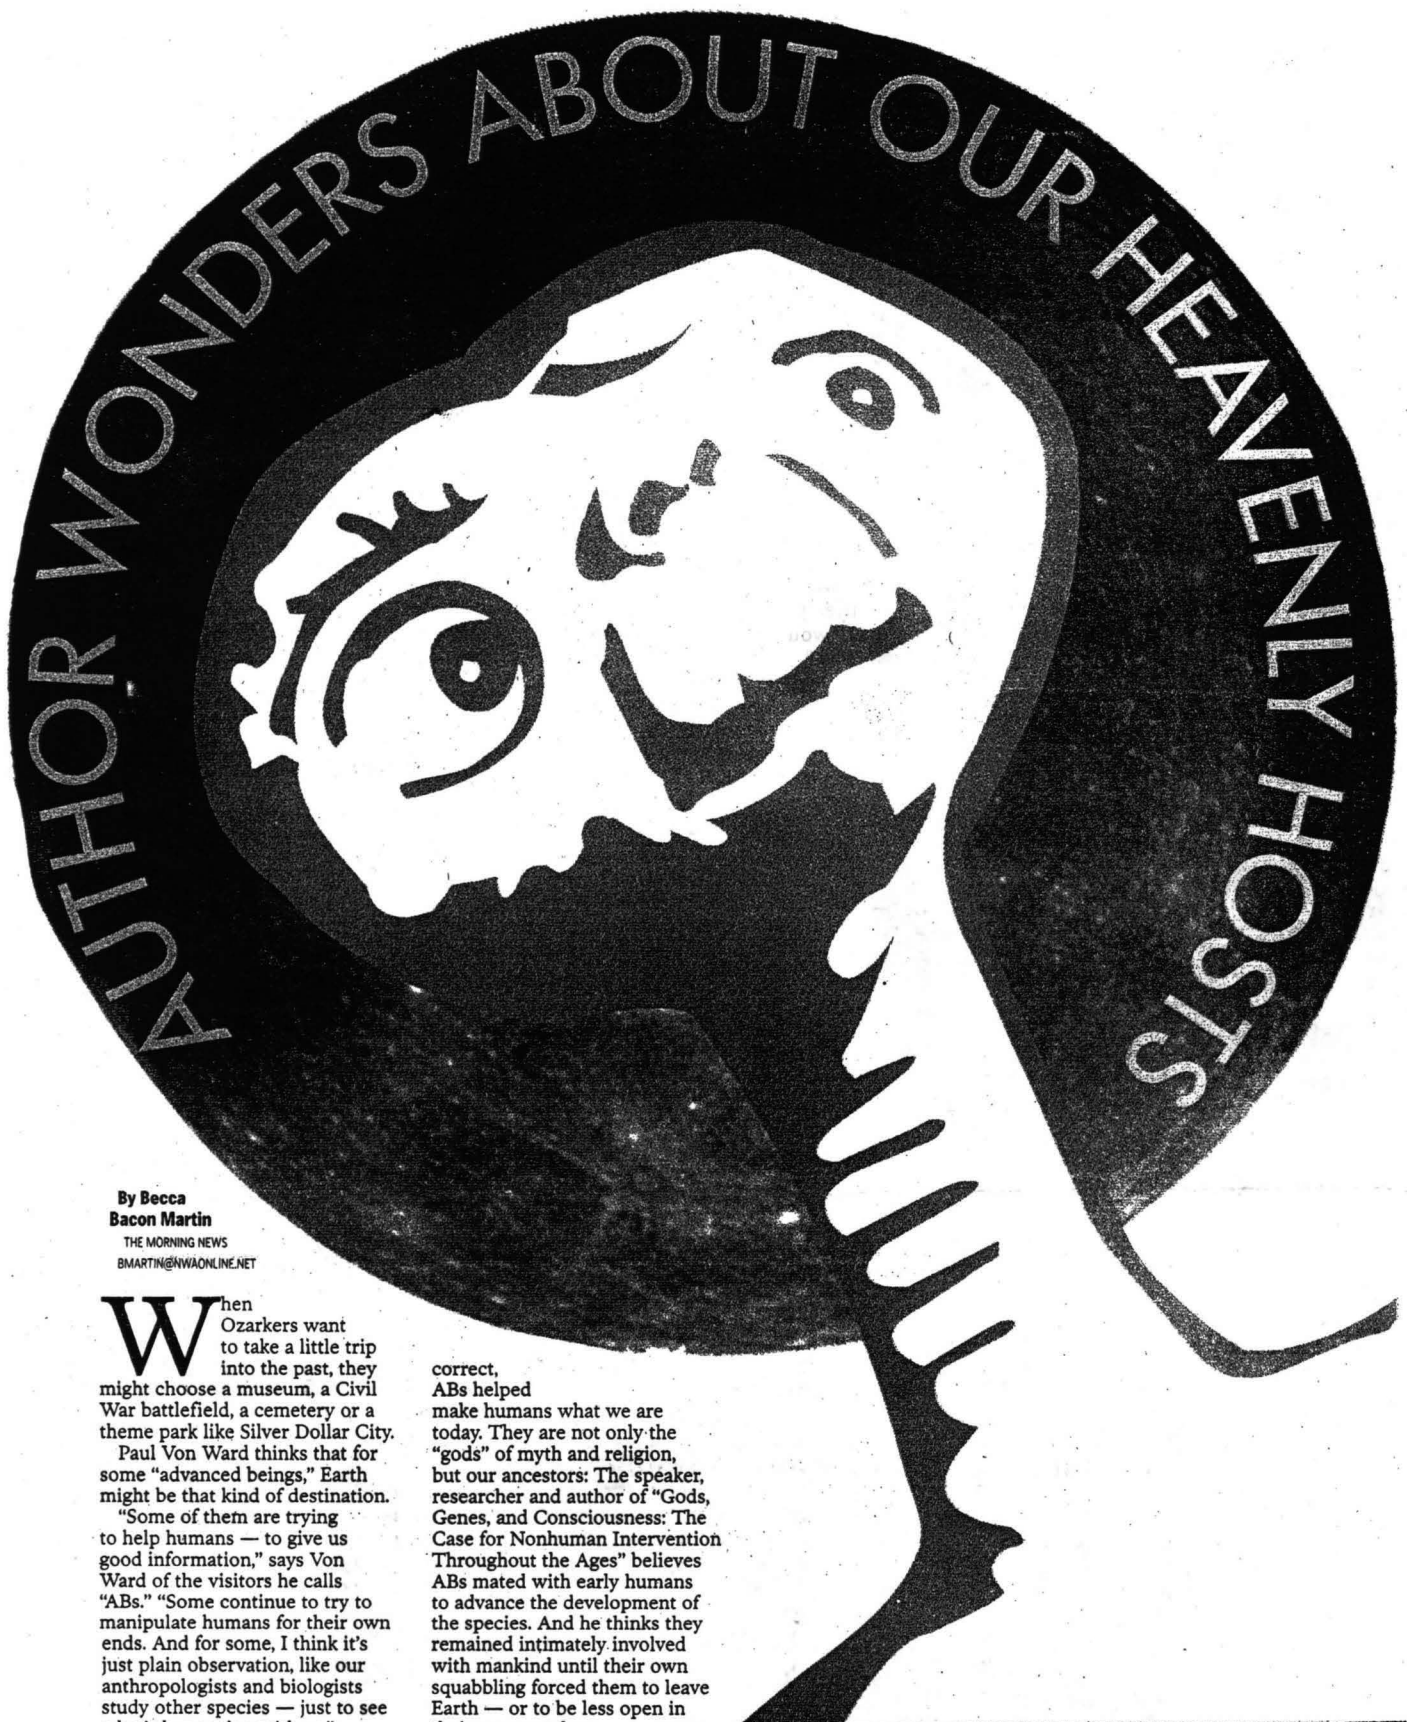 AUTHOR WONDERS ABOUT OUR HEAVENLY HOSTS
By Becca
Bacon Martin
THE MORNING NEWS
BMARTIN@NWAONLINE.NET
When
Ozarkers want
to take a little trip
into the past, they
might choose a museum, a Civil
War battlefield, a cemetery or a
theme park like Silver Dollar City.
Paul Von Ward thinks that for
some “advanced beings,” Earth
might be that kind of destination.
“Some of them are trying
to help humans — to give us
good information,” says Von
Ward of the visitors he calls
“ABs.” “Some continue to try to
manipulate humans for their own
ends. And for some, I think it’s
just plain observation, like our
anthropologists and biologists
study other species — just to see
correct,
ABs helped
make humans what we are
today. They are not only the
“gods” of myth and religion,
but our ancestors: The speaker,
researcher and author of “Gods,
Genes, and Consciousness: The
Case for Nonhuman Intervention
Throughout the Ages” believes
ABs mated with early humans
to advance the development of
the species. And he thinks they
remained intimately involved
with mankind until their own
squabbling forced them to leave
Earth — or to be less open in